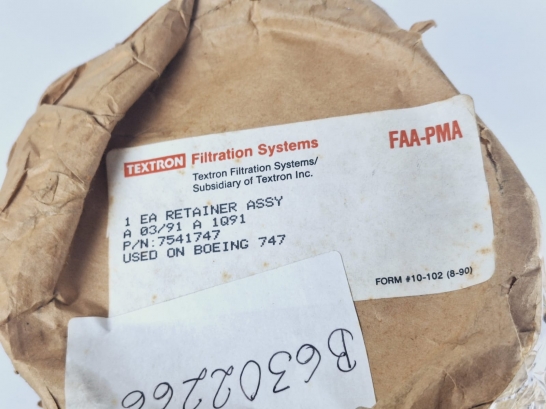 TEXTRON Filtration Systems
FAA-PMA
Textron Filtration Systems/
Subsidiary of Textron Inc.
1 EA RETAINER ASSY
A 03/91 A 1Q91
P/N:7541747
USED ON BOEING 747
FORM #10-102 (8-90)
B6302266